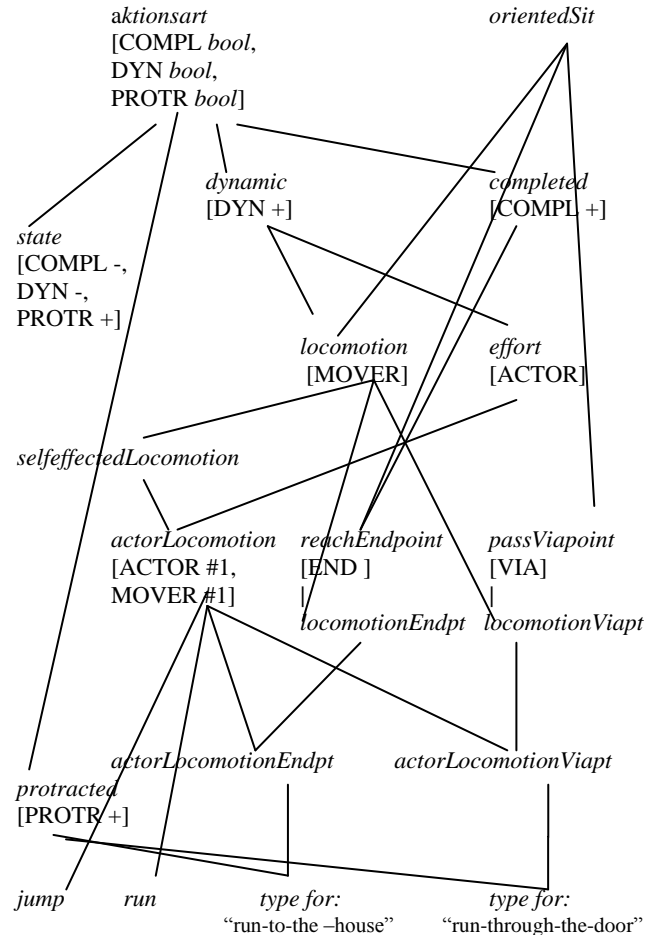 aktionsart orientedSit
[COMPL bool,
DYN bool,
PROTR bool]
dynamic completed
[DYN +] [COMPL +]
state
[COMPL -,
DYN -,
PROTR +]
locomotion effort
[MOVER] [ACTOR]
selfeffectedLocomotion
actorLocomotion reachEndpoint passViapoint
[ACTOR #1, [END ] [VIA]
MOVER #1] | |
locomotionEndpt locomotionViapt
actorLocomotionEndpt actorLocomotionViapt
protracted
[PROTR +]
jump run type for: type for:
“run-to-the –house” “run-through-the-door”